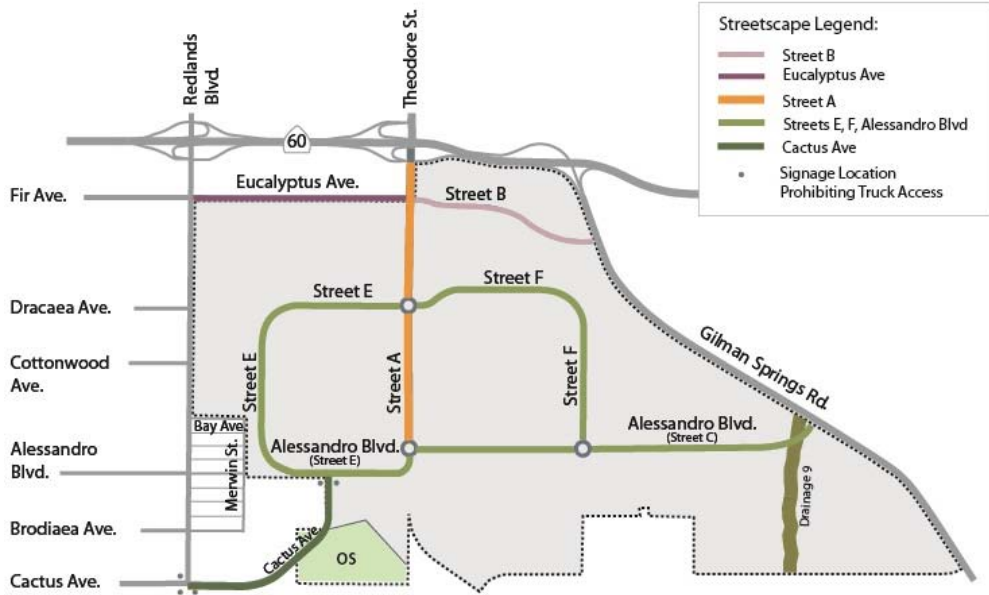 Redlands
Blvd.
Theodore St.
Streetscape Legend:
Street B
Eucalyptus Ave
Street A
Streets E, F, Alessandro Blvd
Cactus Ave
Signage Location
Prohibiting Truck Access
60
Fir Ave.
Eucalyptus Ave.
Street B
Dracaea Ave.
Street E
Street F
Cottonwood
Ave.
Street E
Street A
Street F
Gilman Springs Rd.
Bay Ave.
Merwin St.
Alessandro
Blvd.
Alessandro Blvd.
(Street E)
Alessandro Blvd.
(Street C)
Drainage 9
Brodiaea Ave.
Cactus Ave.
OS
Cactus Ave.